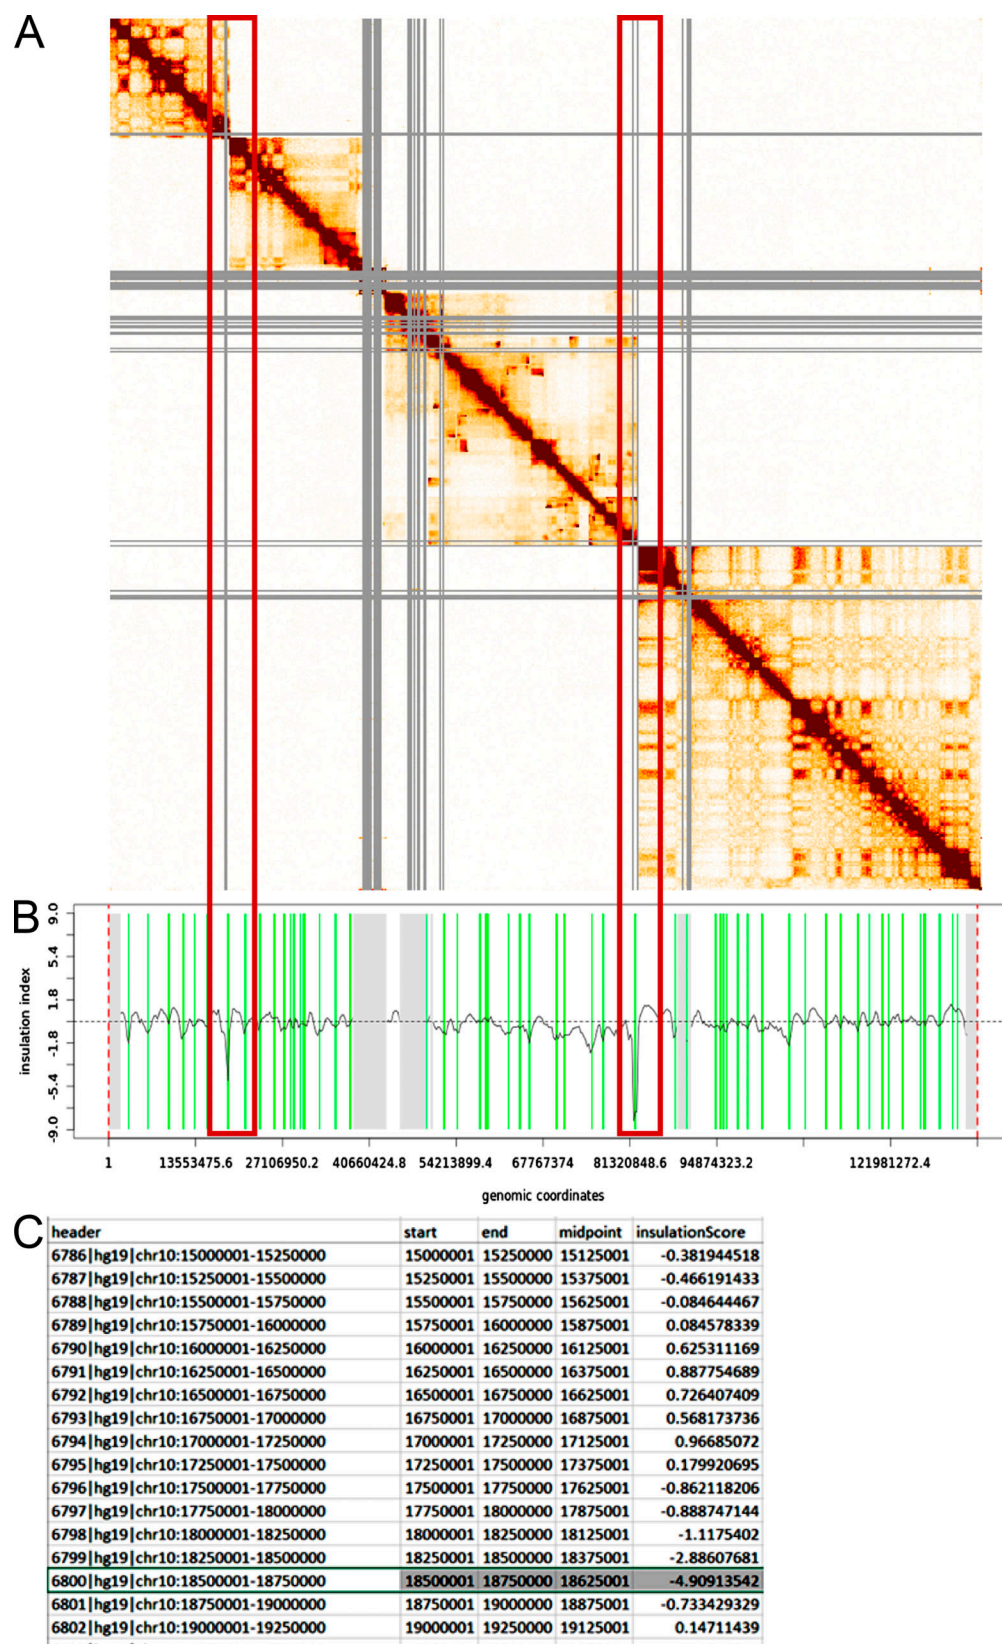 A
B
insulation index
9.0
5.4
1.8
-1.8
-5.4
-9.0
1 13553475.6 27106950.2 40660424.8 54213899.4 67767374 81320848.6 94874323.2 121981272.4
genomic coordinates
C
header start end midpoint insulationScore
6786|hg19|chr10:15000001-15250000 15000001 15250000 15125001 -0.381944518
6787|hg19|chr10:15250001-15500000 15250001 15500000 15375001 -0.466191433
6788|hg19|chr10:15500001-15750000 15500001 15750000 15625001 -0.084644467
6789|hg19|chr10:15750001-16000000 15750001 16000000 15875001 0.084578339
6790|hg19|chr10:16000001-16250000 16000001 16250000 16125001 0.625311169
6791|hg19|chr10:16250001-16500000 16250001 16500000 16375001 0.887754689
6792|hg19|chr10:16500001-16750000 16500001 16750000 16625001 0.726407409
6793|hg19|chr10:16750001-17000000 16750001 17000000 16875001 0.568173736
6794|hg19|chr10:17000001-17250000 17000001 17250000 17125001 0.96685072
6795|hg19|chr10:17250001-17500000 17250001 17500000 17375001 0.179920695
6796|hg19|chr10:17500001-17750000 17500001 17750000 17625001 -0.862118206
6797|hg19|chr10:17750001-18000000 17750001 18000000 17875001 -0.888747144
6798|hg19|chr10:18000001-18250000 18000001 18250000 18125001 -1.1175402
6799|hg19|chr10:18250001-18500000 18250001 18500000 18375001 -2.88607681
6800|hg19|chr10:18500001-18750000 18500001 18750000 18625001 -4.90913542
6801|hg19|chr10:18750001-19000000 18750001 19000000 18875001 -0.733429329
6802|hg19|chr10:19000001-19250000 19000001 19250000 19125001 0.14711439